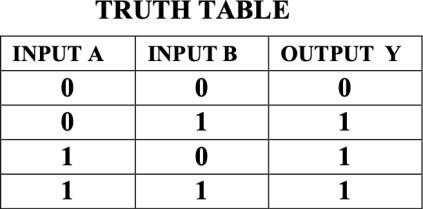 TRUTH TABLE
INPUT A INPUT B OUTPUT Y
0 0 0
0 1 1
1 0 1
1 1 1